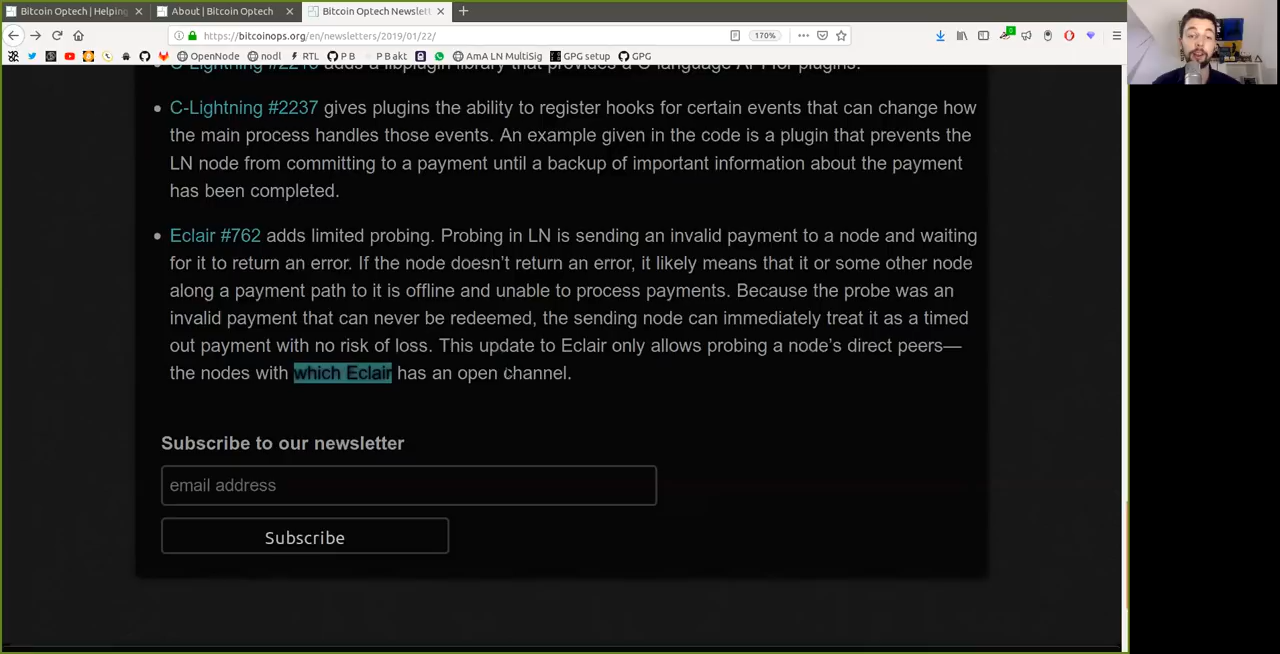 Bitcoin Optech | Helping
About | Bitcoin Optech
Bitcoin Optech Newslett
https://bitcoinops.org/en/newsletters/2019/01/22/
170%
OpenNode
nodl
RTL
P B
P B akt
AmA LN MultiSig
GPG setup
GPG
adds a libplugin library that provides a C-language API for plugins.
C-Lightning #2237 gives plugins the ability to register hooks for certain events that can change how
the main process handles those events. An example given in the code is a plugin that prevents the
LN node from committing to a payment until a backup of important information about the payment
has been completed.
Eclair #762 adds limited probing. Probing in LN is sending an invalid payment to a node and waiting
for it to return an error. If the node doesn’t return an error, it likely means that it or some other node
along a payment path to it is offline and unable to process payments. Because the probe was an
invalid payment that can never be redeemed, the sending node can immediately treat it as a timed
out payment with no risk of loss. This update to Eclair only allows probing a node’s direct peers—
the nodes with which Eclair has an open channel.
Subscribe to our newsletter
email address
Subscribe